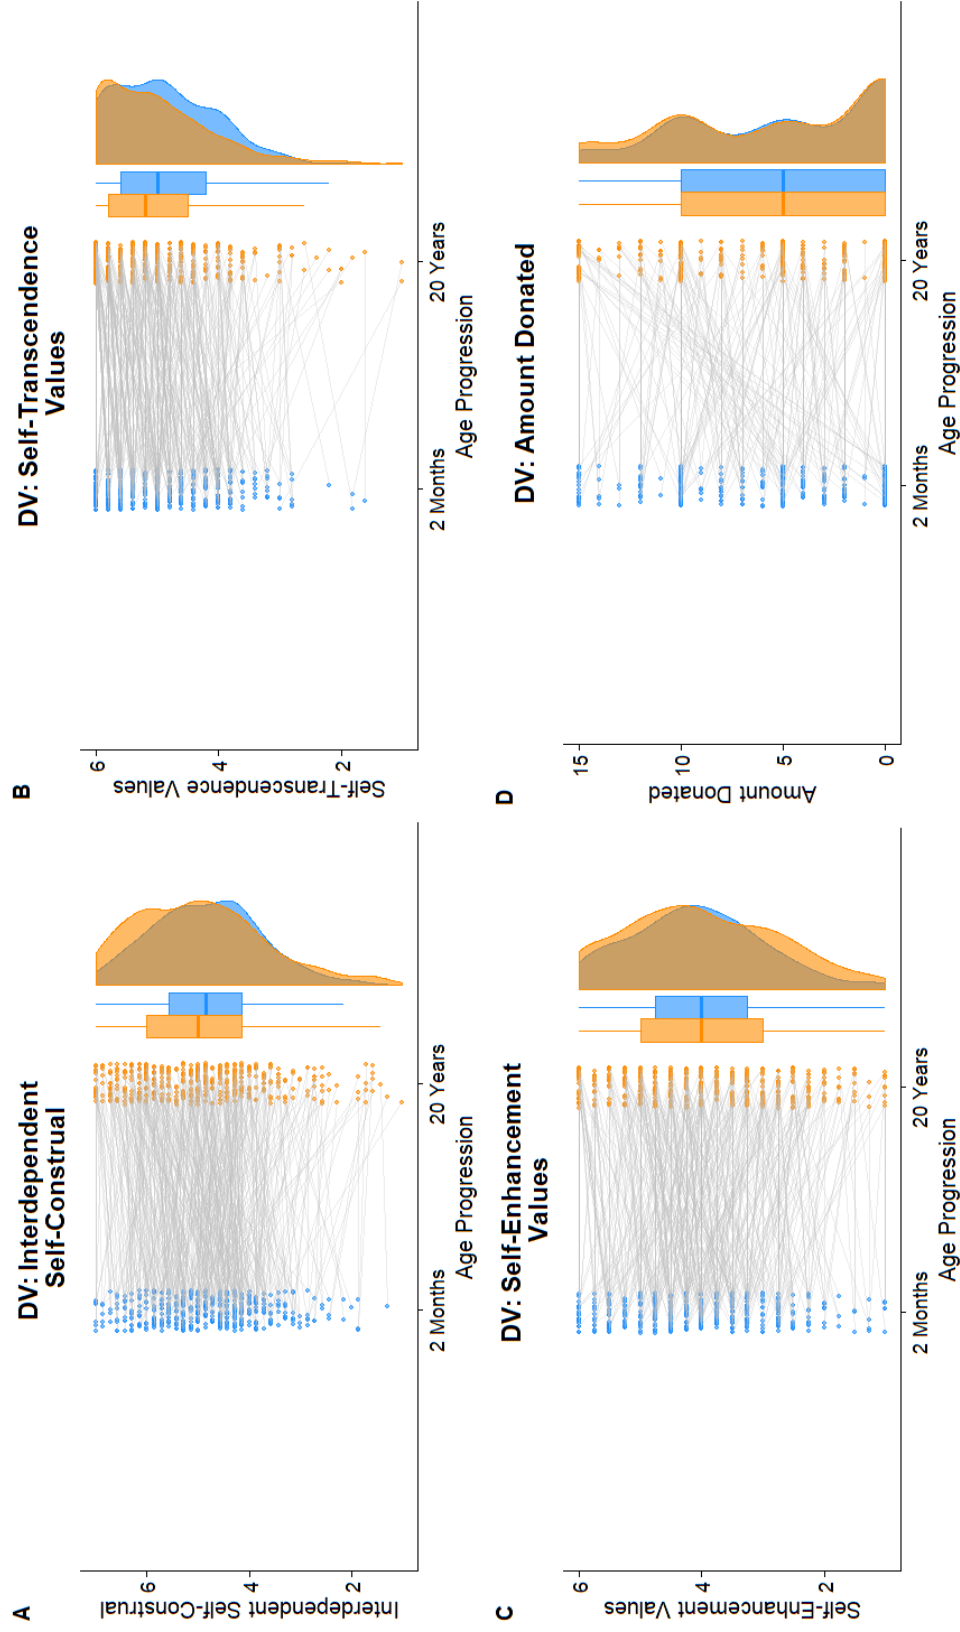 A
DV: Interdependent
Self-Construal
Interdependent Self-Construal
6
4
2
2 Months
20 Years
Age Progression
B
DV: Self-Transcendence
Values
Self-Transcendence Values
6
4
2
2 Months
20 Years
Age Progression
C
DV: Self-Enhancement
Values
Self-Enhancement Values
6
4
2
2 Months
20 Years
Age Progression
D
DV: Amount Donated
Amount Donated
15
10
5
0
2 Months
20 Years
Age Progression